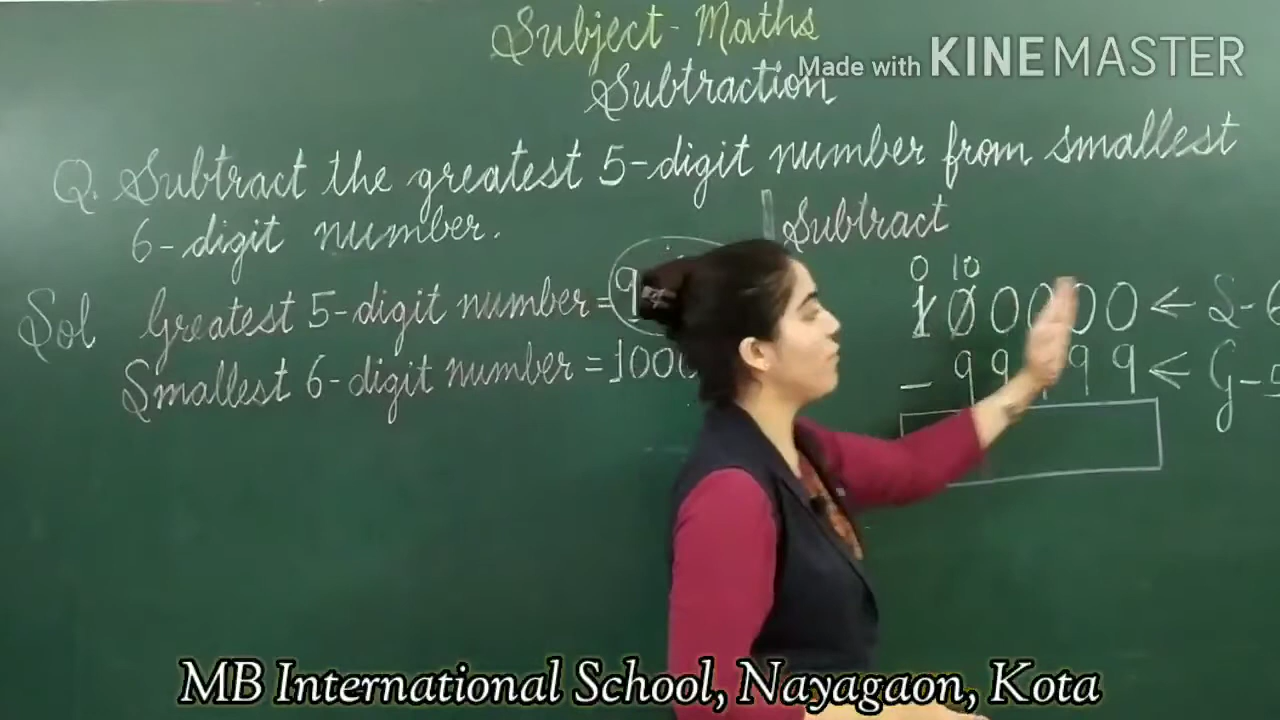 Subject - Maths
Made with KINEMASTER
Subtraction
Q. Subtract the greatest 5-digit number from smallest
6-digit number.
Subtract
0 10
Sol Greatest 5-digit number = 9
100000 ← S-6
Smallest 6-digit number = 1000
- 99 99 ← G-5
MB International School, Nayagaon, Kota